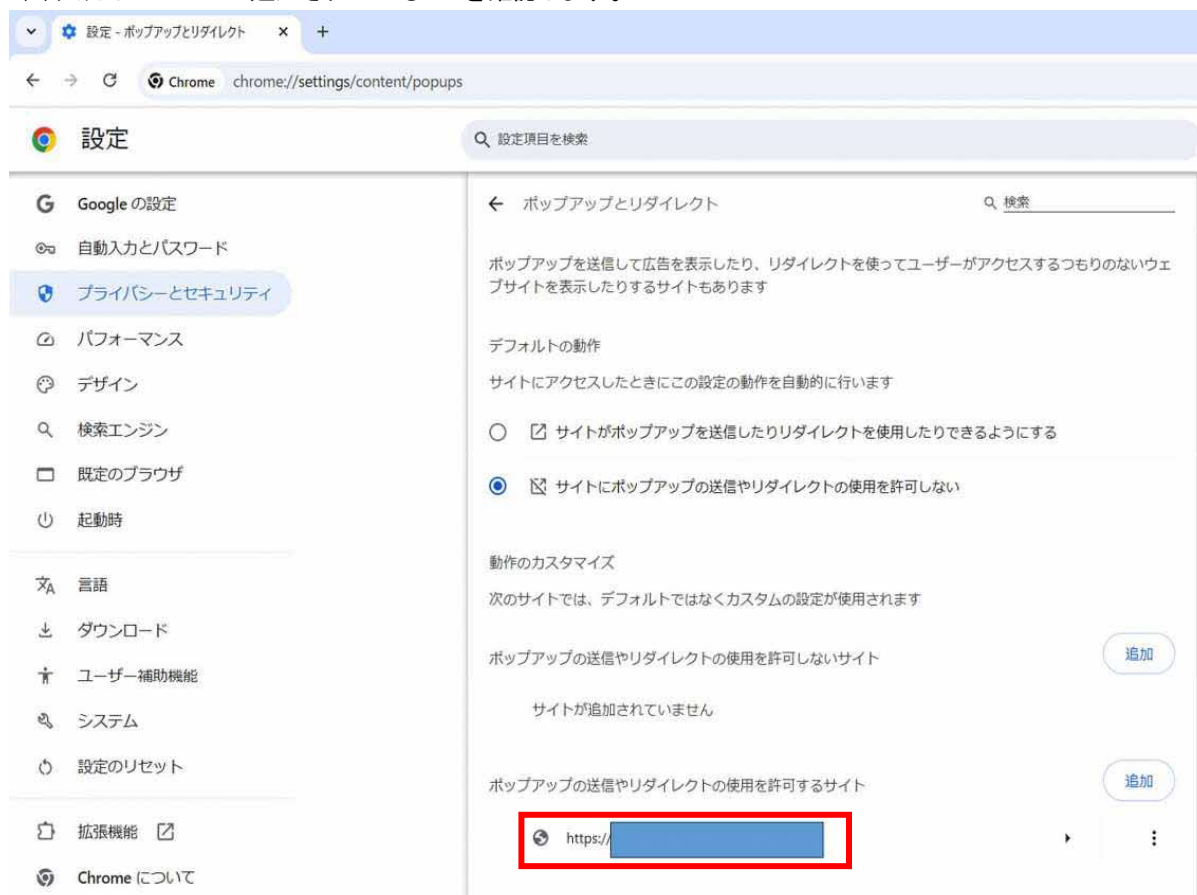 設定 - ポップアップとリダイレクト
Chrome chrome://settings/content/popups
設定
設定項目を検索
Google の設定
自動入力とパスワード
プライバシーとセキュリティ
パフォーマンス
デザイン
検索エンジン
既定のブラウザ
起動時
言語
ダウンロード
ユーザー補助機能
システム
設定のリセット
拡張機能
Chrome について
ポップアップとリダイレクト
検索
ポップアップを送信して広告を表示したり、リダイレクトを使ってユーザーがアクセスするつもりのないウェ
ブサイトを表示したりするサイトもあります
デフォルトの動作
サイトにアクセスしたときにこの設定の動作を自動的に行います
サイトがポップアップを送信したりリダイレクトを使用したりできるようにする
サイトにポップアップの送信やリダイレクトの使用を許可しない
動作のカスタマイズ
次のサイトでは、デフォルトではなくカスタムの設定が使用されます
ポップアップの送信やリダイレクトの使用を許可しないサイト
追加
サイトが追加されていません
ポップアップの送信やリダイレクトの使用を許可するサイト
追加
https://